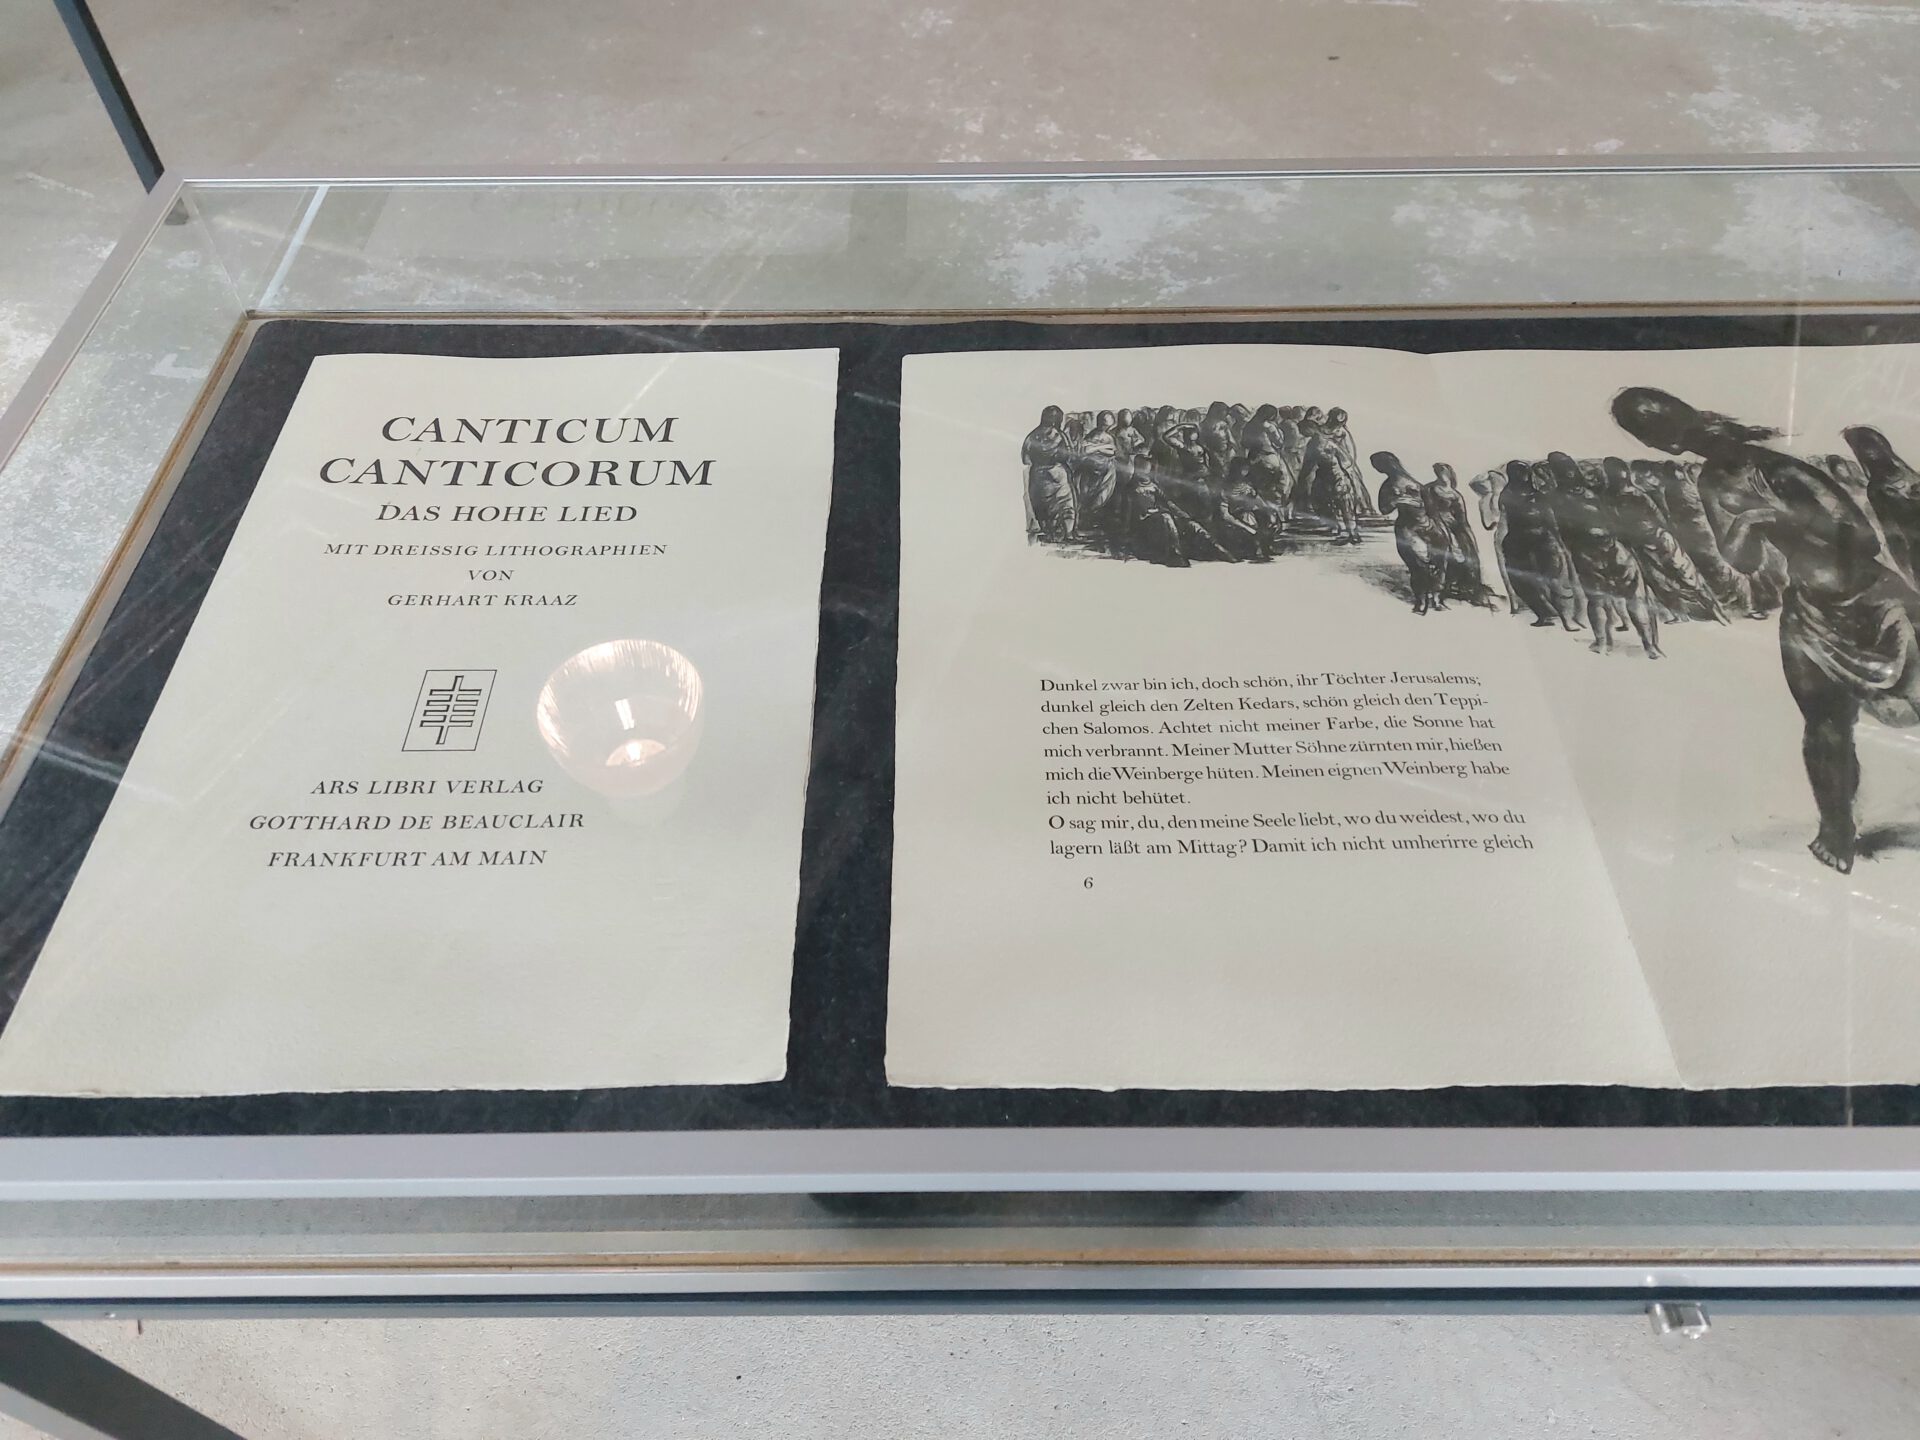 CANTICUM
CANTICORUM
DAS HOHE LIED
MIT DREISSIG LITHOGRAPHIEN
VON
GERHART KRAAZ
ARS LIBRI VERLAG
GOTTHARD DE BEAUCLAIR
FRANKFURT AM MAIN
Dunkel zwar bin ich, doch schön, ihr Töchter Jerusalems;
dunkel gleich den Zelten Kedars, schön gleich den Teppi-
chen Salomos. Achtet nicht meiner Farbe, die Sonne hat
mich verbrannt. Meiner Mutter Söhne zürnten mir, hießen
mich die Weinberge hüten. Meinen eignen Weinberg habe
ich nicht behütet.
O sag mir, du, den meine Seele liebt, wo du weidest, wo du
lagern läßt am Mittag? Damit ich nicht umherirre gleich
6